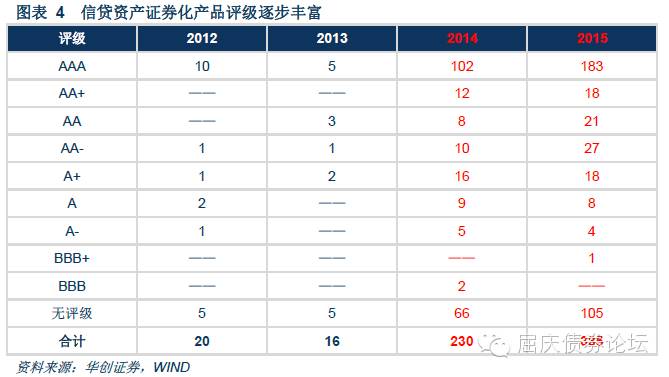 图表 4 信贷资产证券化产品评级逐步丰富
评级 2012 2013 2014 2015
AAA 10 5 102 183
AA+ —— —— 12 18
AA —— 3 8 21
AA- 1 1 10 27
A+ 1 2 16 18
A 2 —— 9 8
A- 1 —— 5 4
BBB+ —— —— —— 1
BBB —— —— 2 ——
无评级 5 5 66 105
合计 20 16 230 385
屈庆债券论坛
资料来源：华创证券，WIND